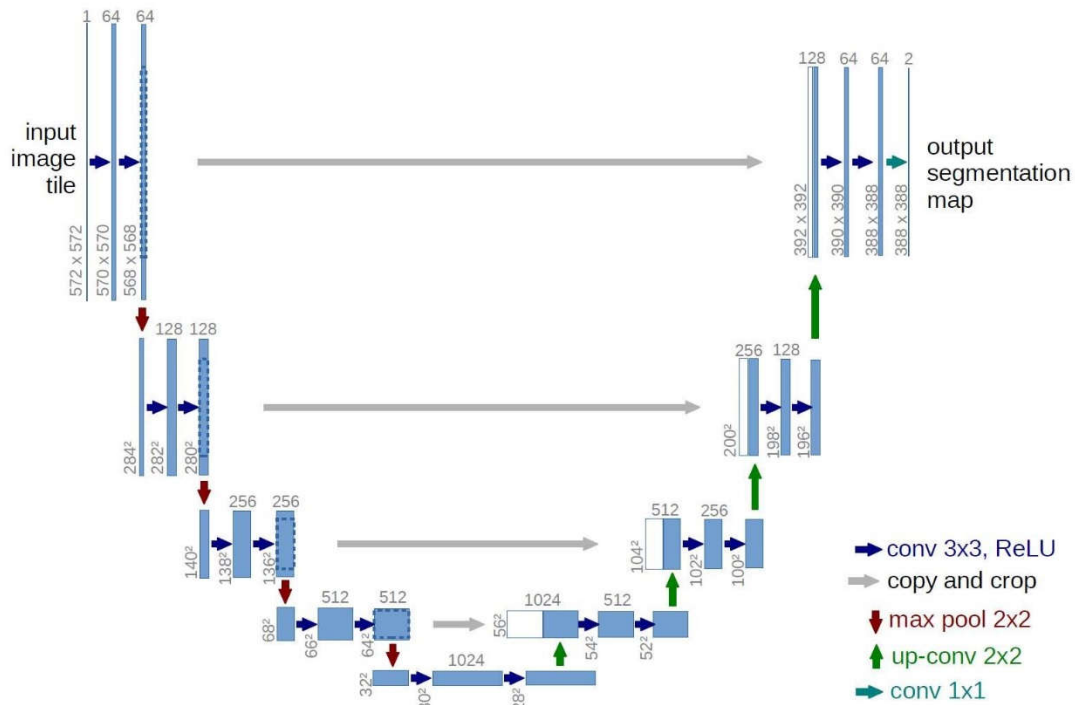 1 64 64
input
image
tile
572 x 572
570 x 570
568 x 568
128 64 64 2
output
segmentation
map
392 x 392
390 x 390
388 x 388
388 x 388
128 128
284²
282²
280²
256 128
200²
198²
196²
256 256
140²
138²
136²
512 256
104²
102²
100²
512 512
68²
66²
64²
1024 512
56²
54²
52²
1024
32²
30²
28²
conv 3x3, ReLU
copy and crop
max pool 2x2
up-conv 2x2
conv 1x1